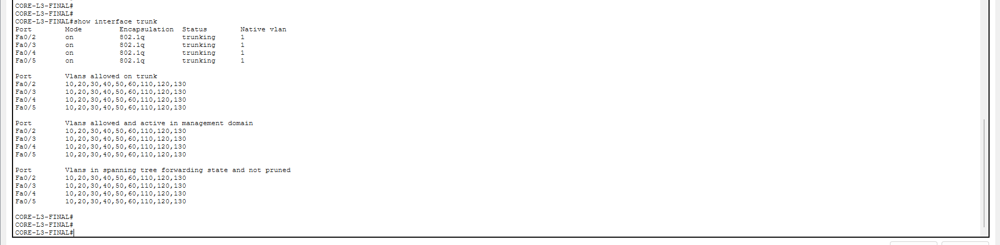 CORE-L3-FINAL#
CORE-L3-FINAL#
CORE-L3-FINAL#show interface trunk
Port        Mode         Encapsulation  Status        Native vlan
Fa0/2       on           802.1q         trunking      1
Fa0/3       on           802.1q         trunking      1
Fa0/4       on           802.1q         trunking      1
Fa0/5       on           802.1q         trunking      1

Port        Vlans allowed on trunk
Fa0/2       10,20,30,40,50,60,110,120,130
Fa0/3       10,20,30,40,50,60,110,120,130
Fa0/4       10,20,30,40,50,60,110,120,130
Fa0/5       10,20,30,40,50,60,110,120,130

Port        Vlans allowed and active in management domain
Fa0/2       10,20,30,40,50,60,110,120,130
Fa0/3       10,20,30,40,50,60,110,120,130
Fa0/4       10,20,30,40,50,60,110,120,130
Fa0/5       10,20,30,40,50,60,110,120,130

Port        Vlans in spanning tree forwarding state and not pruned
Fa0/2       10,20,30,40,50,60,110,120,130
Fa0/3       10,20,30,40,50,60,110,120,130
Fa0/4       10,20,30,40,50,60,110,120,130
Fa0/5       10,20,30,40,50,60,110,120,130

CORE-L3-FINAL#
CORE-L3-FINAL#
CORE-L3-FINAL#